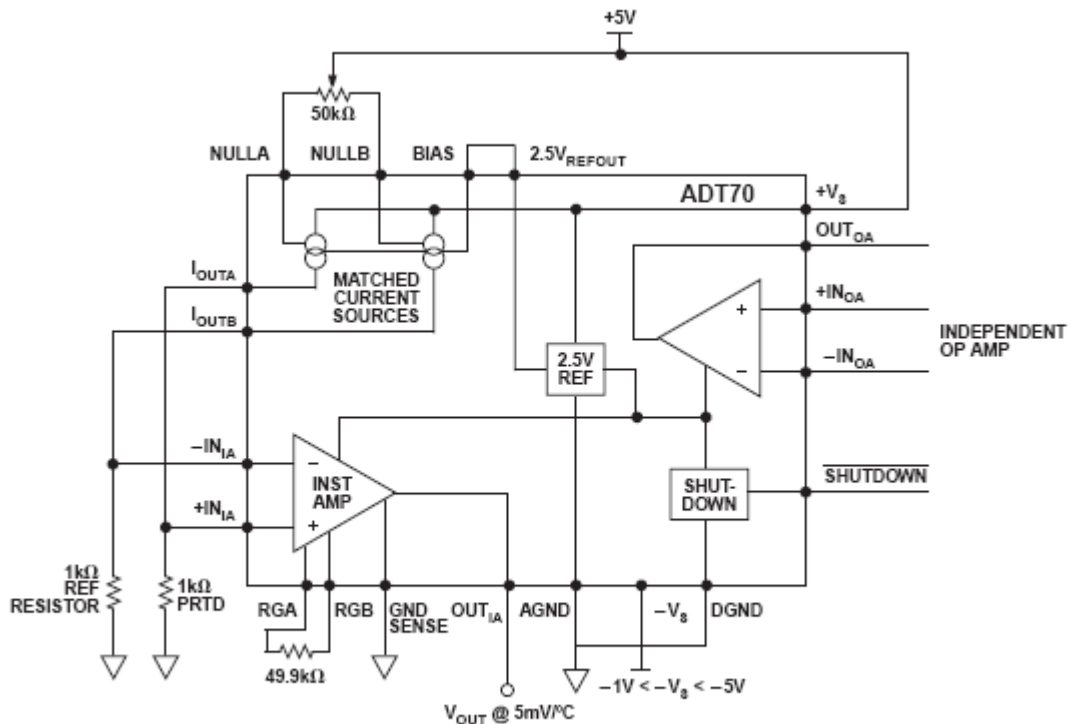 +5V
50kΩ
NULLA
NULLB
BIAS
2.5V_REFOUT
ADT70
+V_S
OUT_OA
I_OUTA
MATCHED
CURRENT
SOURCES
+IN_OA
I_OUTB
INDEPENDENT
OP AMP
2.5V
REF
−IN_OA
+
−
−IN_IA
−
INST
AMP
+
SHUT-
DOWN
SHUTDOWN
+IN_IA
1kΩ
REF
RESISTOR
1kΩ
PRTD
RGA
RGB
GND
SENSE
OUT_IA
AGND
−V_S
DGND
49.9kΩ
−1V < −V_S < −5V
V_OUT @ 5mV/ºC